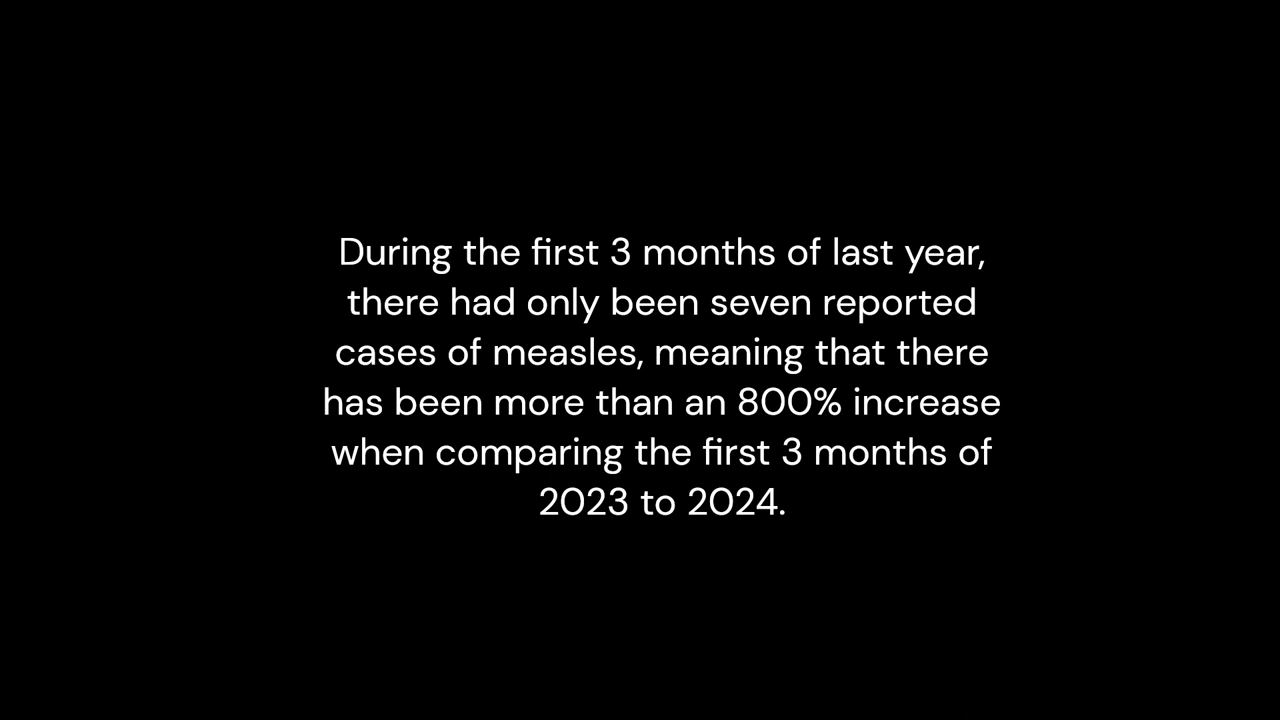 During the first 3 months of last year,
there had only been seven reported
cases of measles, meaning that there
has been more than an 800% increase
when comparing the first 3 months of
2023 to 2024.